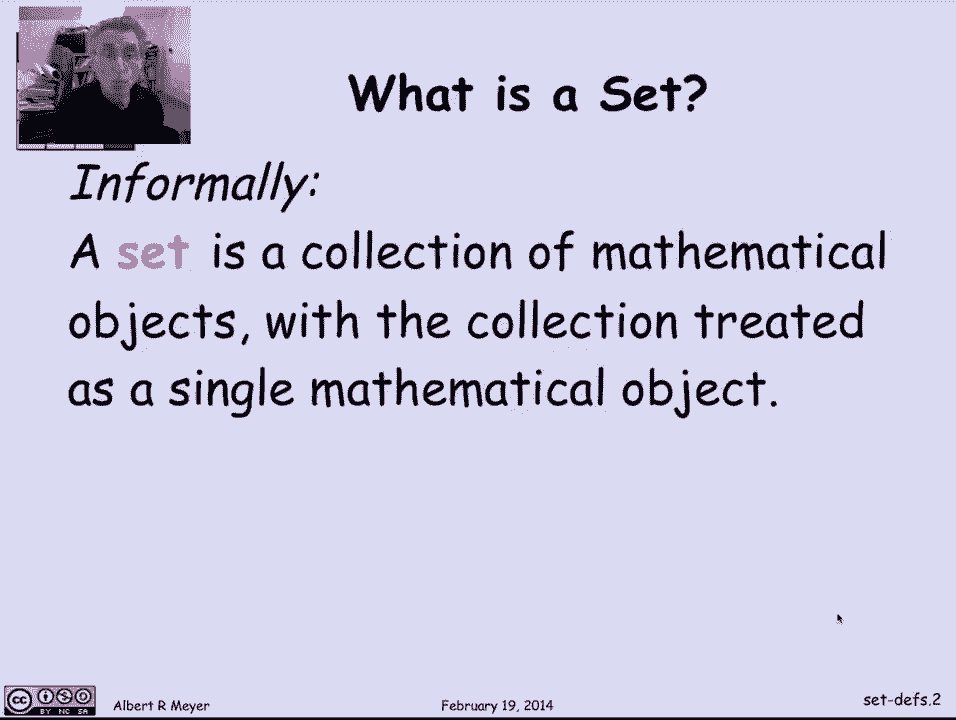 What is a Set?
Informally:
A set is a collection of mathematical
objects, with the collection treated
as a single mathematical object.
cc
BY NC SA
Albert R Meyer
February 19, 2014
set-defs.2